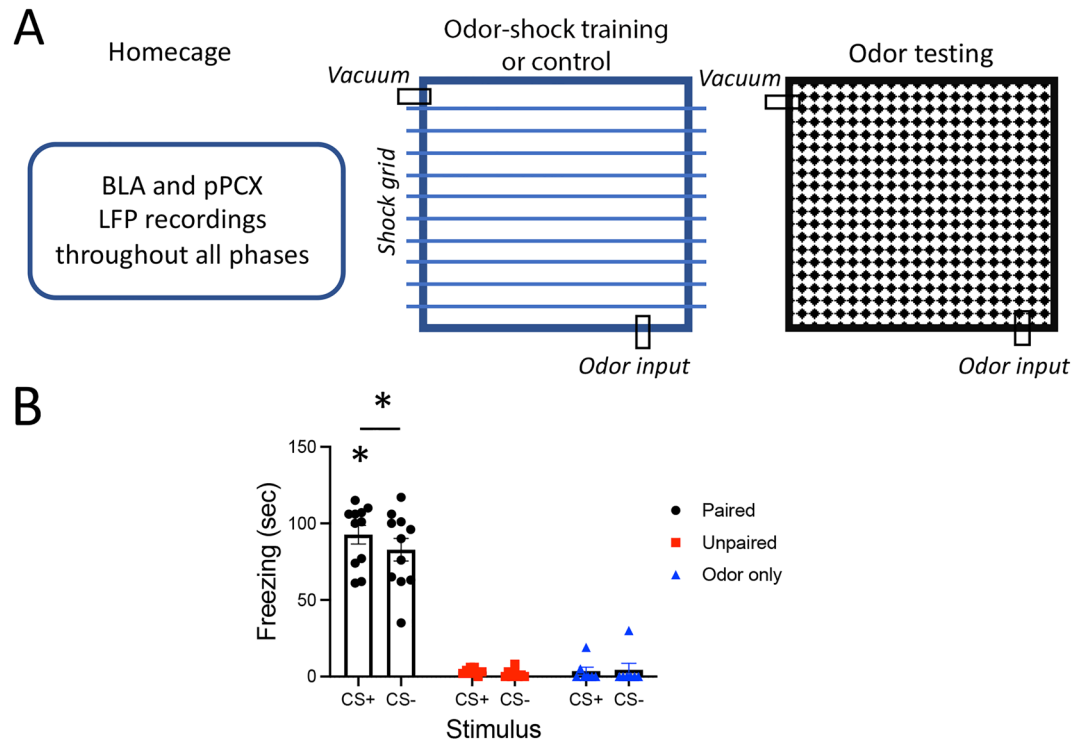 A
Homecage
Odor-shock training
or control
Odor testing
Vacuum
Vacuum
BLA and pPCX
LFP recordings
throughout all phases
Shock grid
Odor input
Odor input
B
*
*
150
100
50
0
Freezing (sec)
CS+ CS- CS+ CS- CS+ CS-
Stimulus
Paired
Unpaired
Odor only